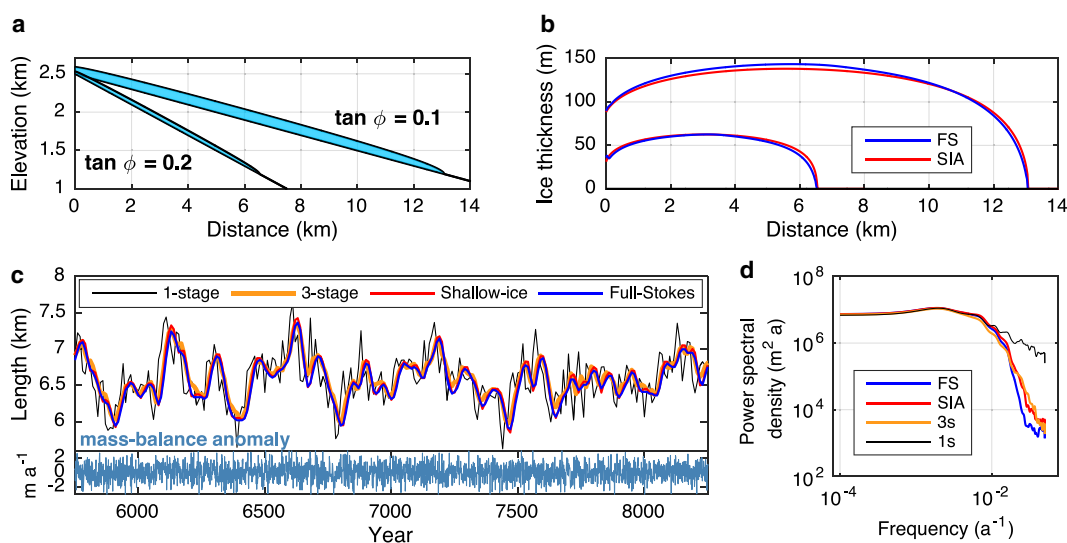 a
Elevation (km)
2.5
2
1.5
1
tan ϕ = 0.1
tan ϕ = 0.2
0 2 4 6 8 10 12 14
Distance (km)
b
Ice thickness (m)
150
100
50
0
FS
SIA
0 2 4 6 8 10 12 14
Distance (km)
c
Length (km)
8
7.5
7
6.5
6
1-stage 3-stage Shallow-ice Full-Stokes
mass-balance anomaly
m a⁻¹
2
0
-2
6000 6500 7000 7500 8000
Year
d
Power spectral
density (m² a)
10⁸
10⁶
10⁴
10²
FS
SIA
3s
1s
10⁻⁴ 10⁻²
Frequency (a⁻¹)